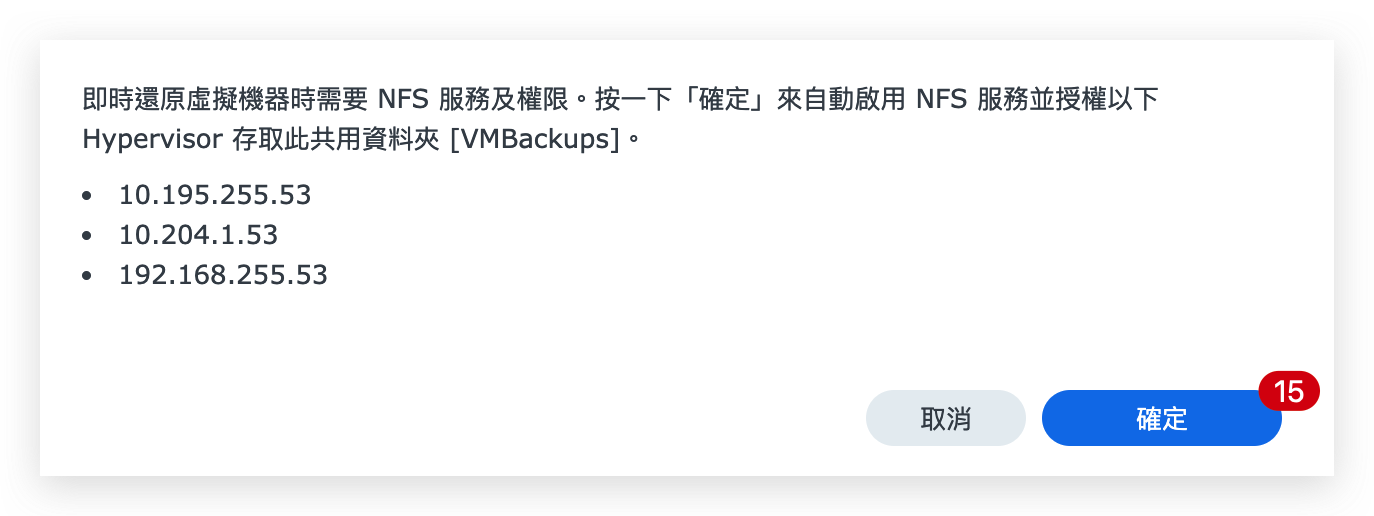 即時還原虛擬機器時需要 NFS 服務及權限。按一下「確定」來自動啟用 NFS 服務並授權以下
Hypervisor 存取此共用資料夾 [VMBackups]。
• 10.195.255.53
• 10.204.1.53
• 192.168.255.53
15
取消
確定